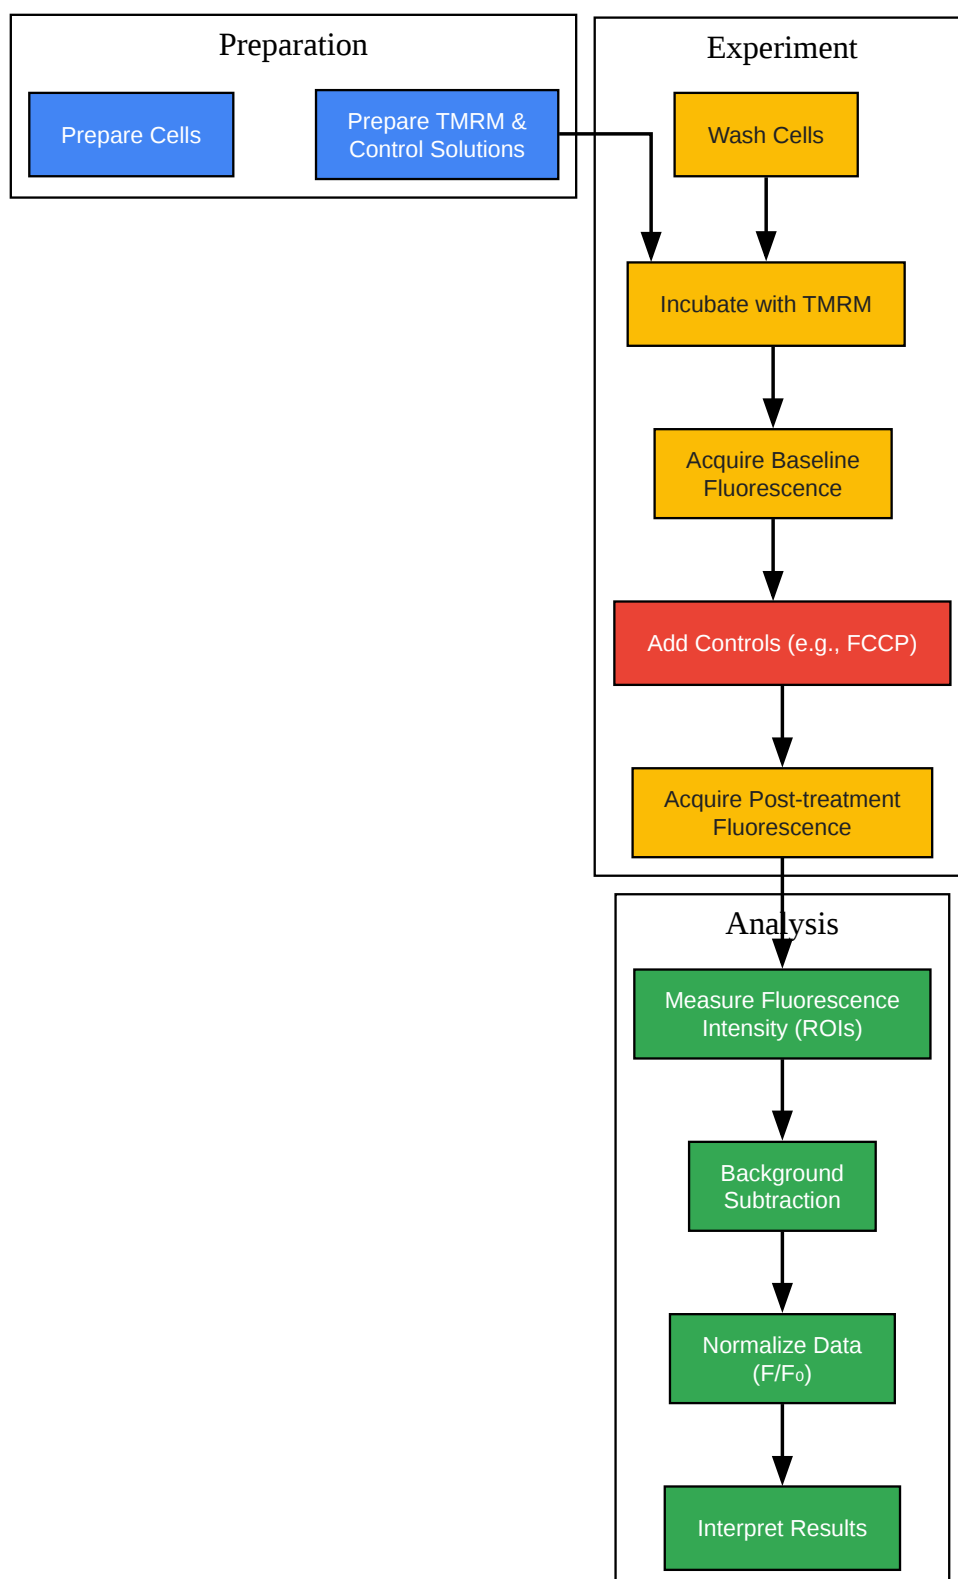 Preparation
Prepare Cells
Prepare TMRM &
Control Solutions
Experiment
Wash Cells
Incubate with TMRM
Acquire Baseline
Fluorescence
Add Controls (e.g., FCCP)
Acquire Post-treatment
Fluorescence
Analysis
Measure Fluorescence
Intensity (ROIs)
Background
Subtraction
Normalize Data
(F/F₀)
Interpret Results